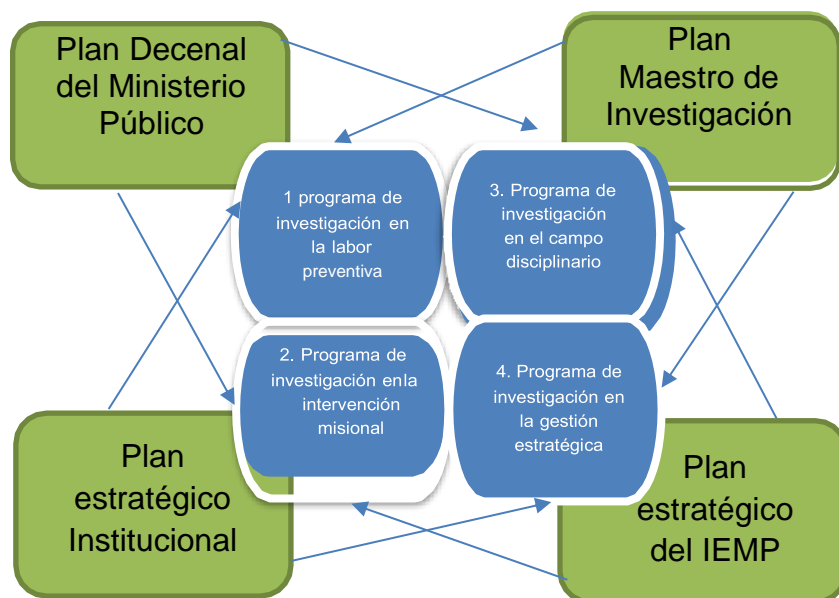 Plan Decenal
del Ministerio
Público
Plan
Maestro de
Investigación
1 programa de
investigación en
la labor
preventiva
3. Programa de
investigación
en el campo
disciplinario
2. Programa de
investigación enla
intervención
misional
4. Programa de
investigación en
la gestión
estratégica
Plan
estratégico
Institucional
Plan
estratégico
del IEMP